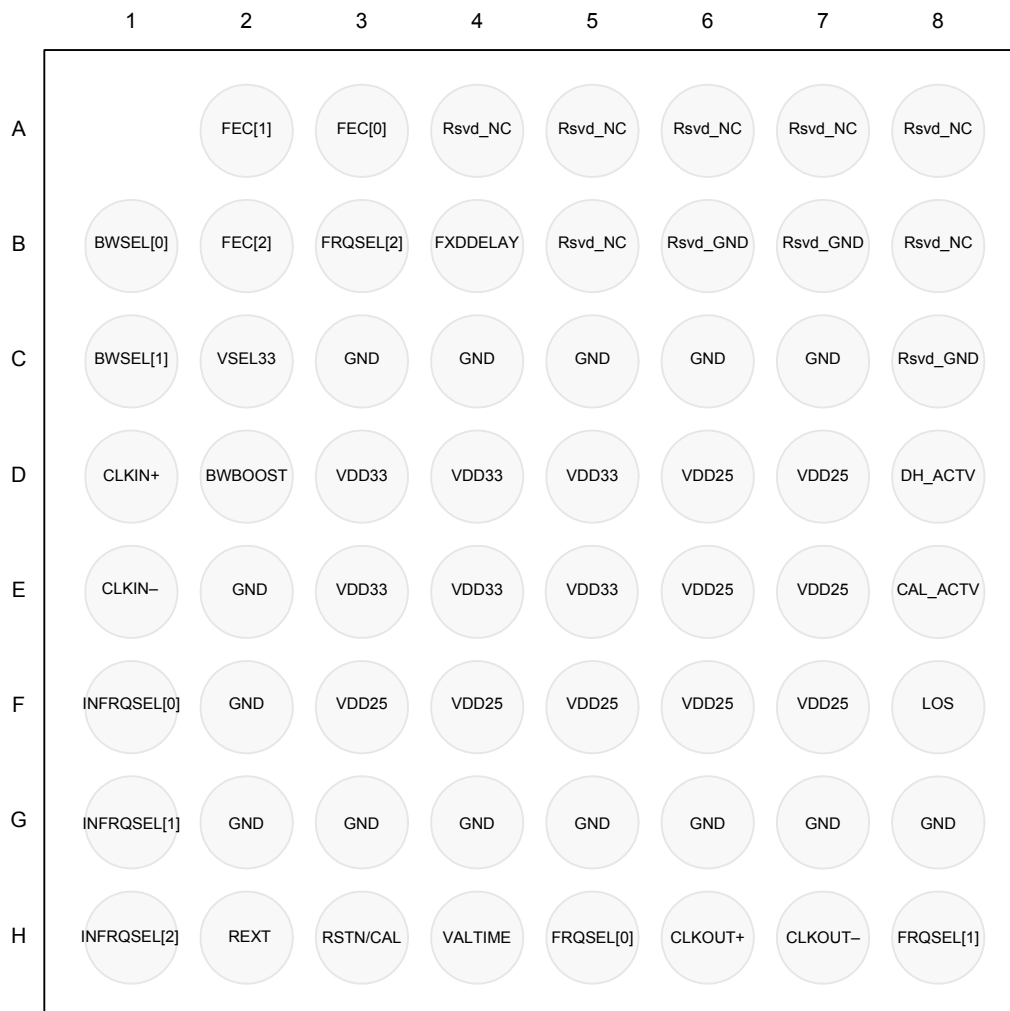 1 2 3 4 5 6 7 8
A FEC[1] FEC[0] Rsvd_NC Rsvd_NC Rsvd_NC Rsvd_NC Rsvd_NC
B BWSEL[0] FEC[2] FRQSEL[2] FXDDELAY Rsvd_NC Rsvd_GND Rsvd_GND Rsvd_NC
C BWSEL[1] VSEL33 GND GND GND GND GND Rsvd_GND
D CLKIN+ BWBOOST VDD33 VDD33 VDD33 VDD25 VDD25 DH_ACTV
E CLKIN– GND VDD33 VDD33 VDD33 VDD25 VDD25 CAL_ACTV
F INFRQSEL[0] GND VDD25 VDD25 VDD25 VDD25 VDD25 LOS
G INFRQSEL[1] GND GND GND GND GND GND GND
H INFRQSEL[2] REXT RSTN/CAL VALTIME FRQSEL[0] CLKOUT+ CLKOUT– FRQSEL[1]